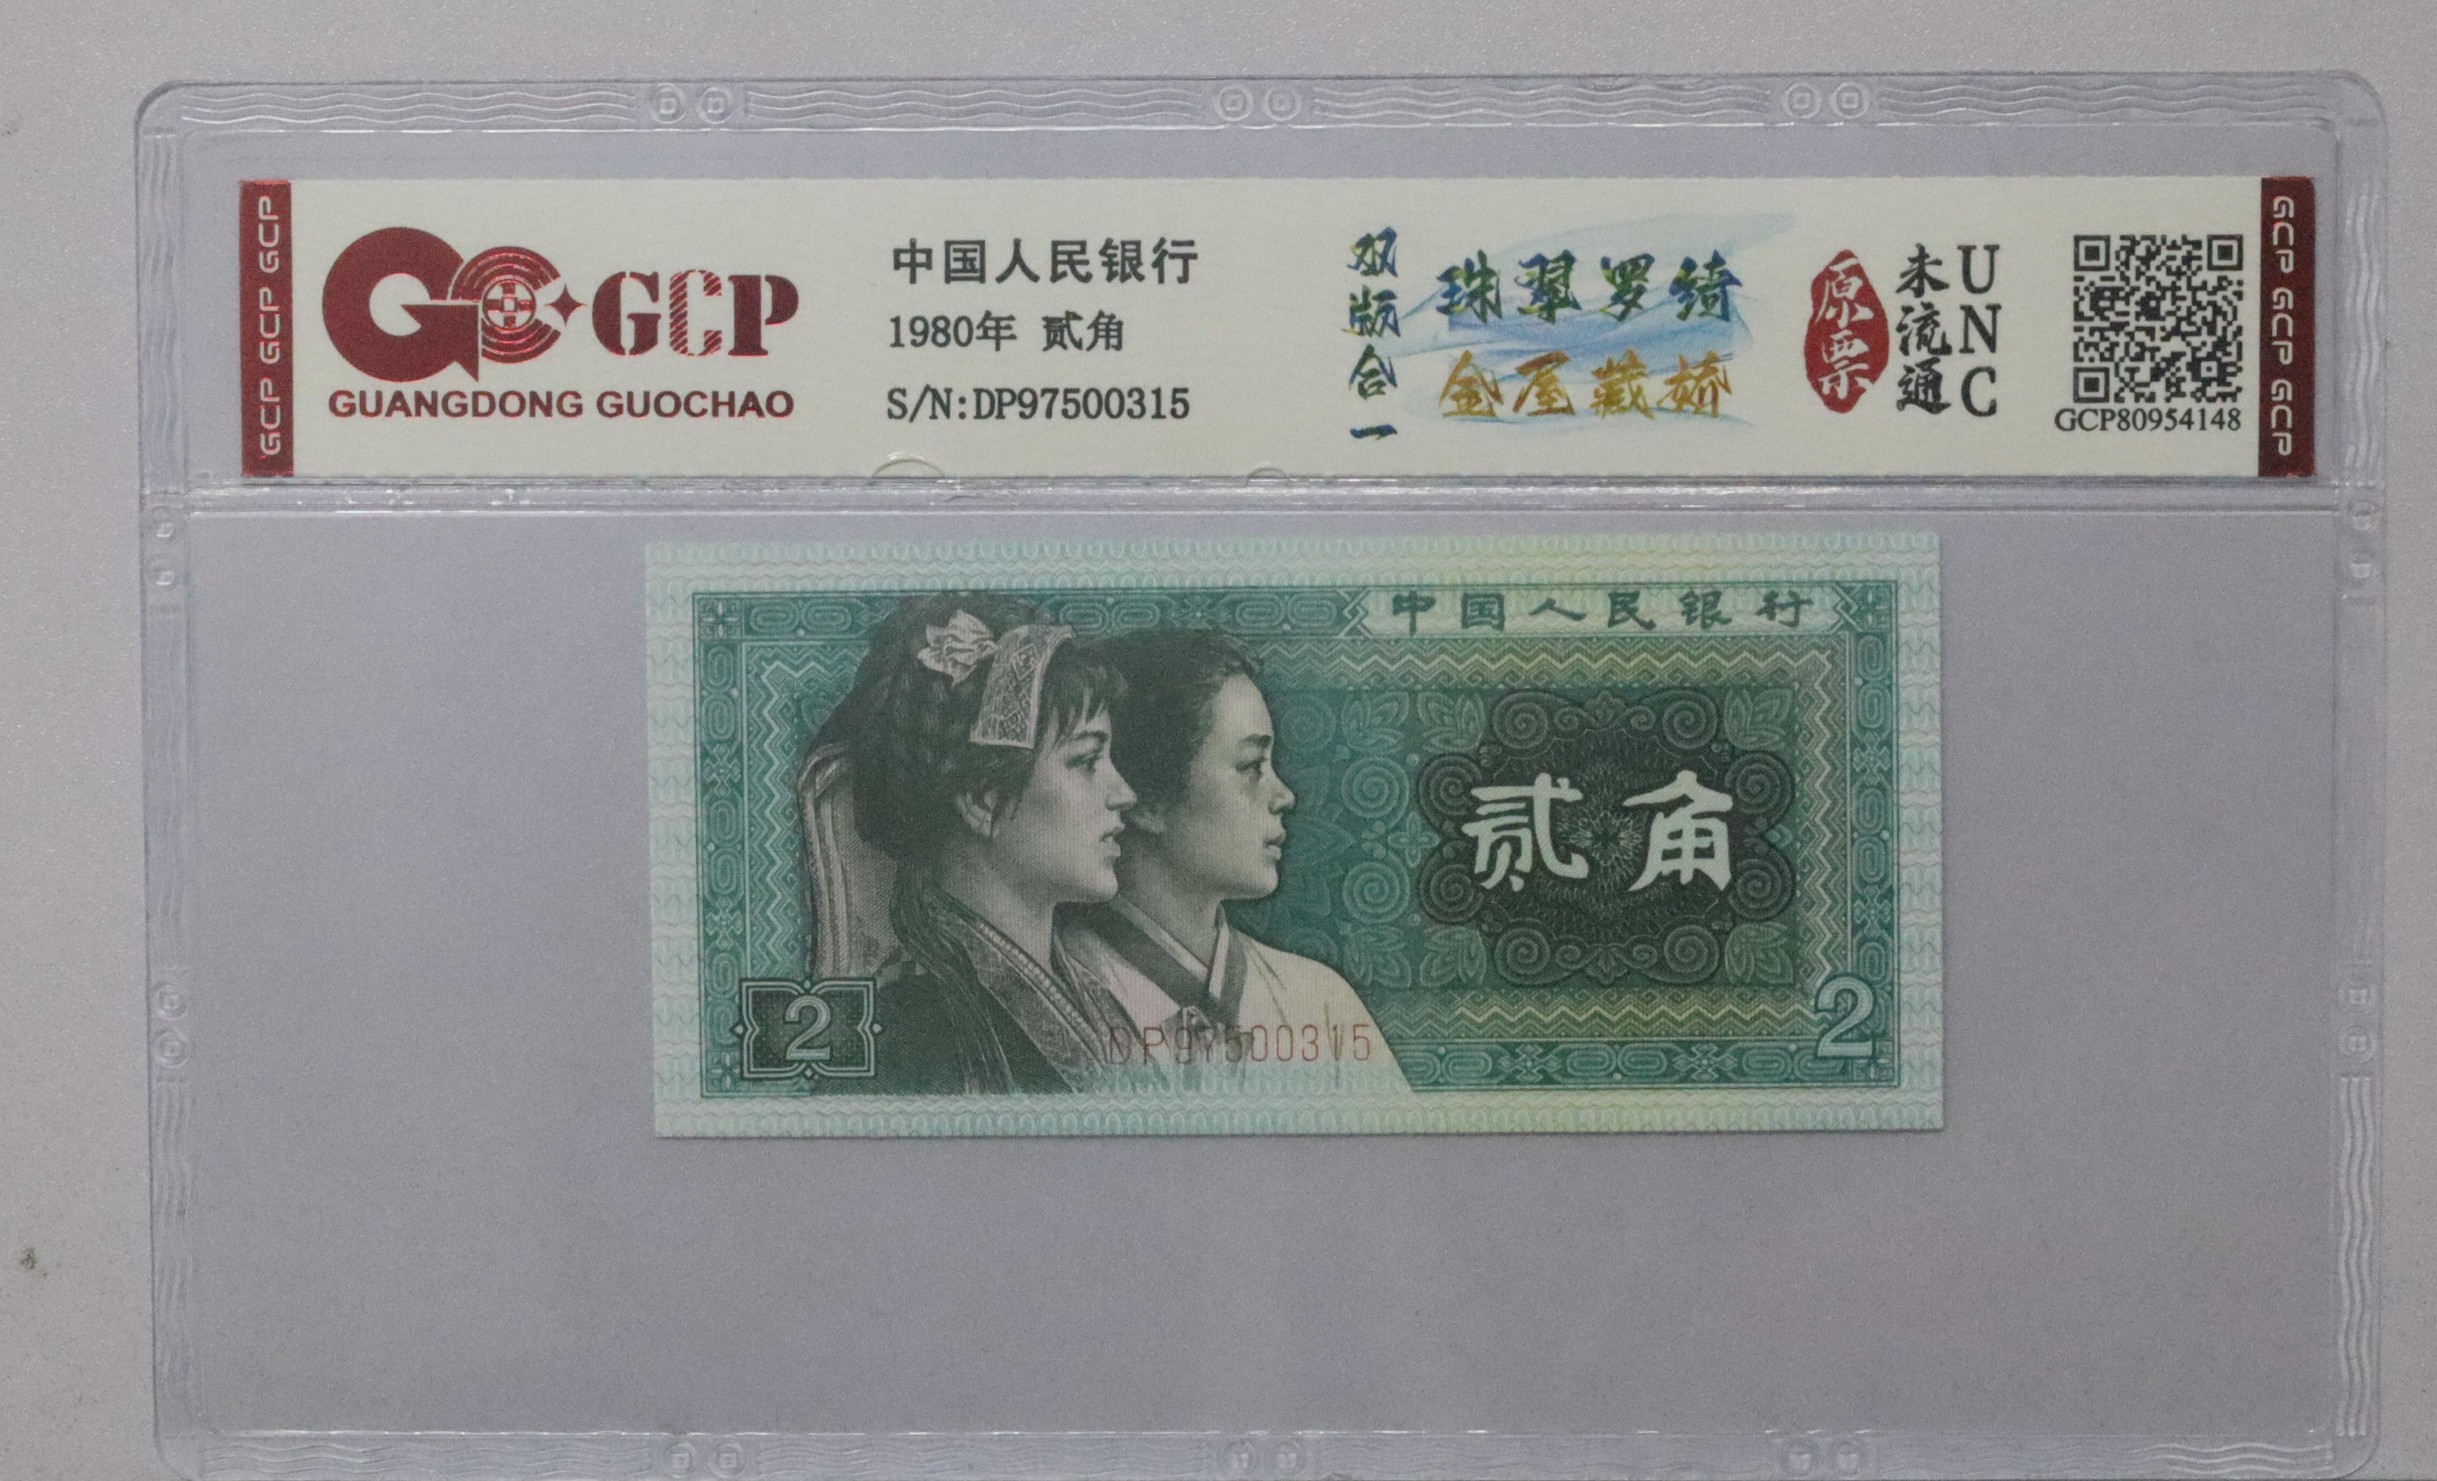 GCP GCP GCP
GCP
GUANGDONG GUOCHAO
中国人民银行
1980年 贰角
S/N:DP97500315
双版合一
珠翠罗绮
金屋藏娇
原票
未流通
UNC
GCP80954148
GCP GCP GCP
中国人民银行
贰角
2
DP97500315
2